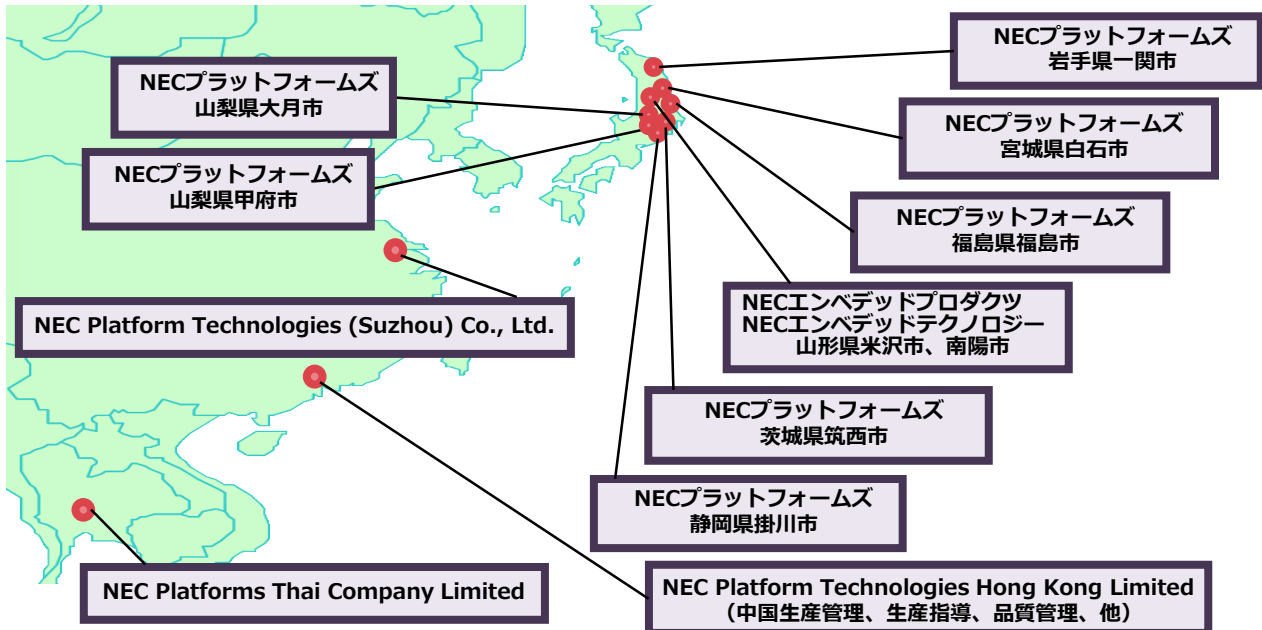 NECプラットフォームズ
岩手県一関市
NECプラットフォームズ
山梨県大月市
NECプラットフォームズ
宮城県白石市
NECプラットフォームズ
山梨県甲府市
NECプラットフォームズ
福島県福島市
NEC Platform Technologies (Suzhou) Co., Ltd.
NECエンベデッドプロダクツ
NECエンベデッドテクノロジー
山形県米沢市、南陽市
NECプラットフォームズ
茨城県筑西市
NECプラットフォームズ
静岡県掛川市
NEC Platforms Thai Company Limited
NEC Platform Technologies Hong Kong Limited
（中国生産管理、生産指導、品質管理、他）